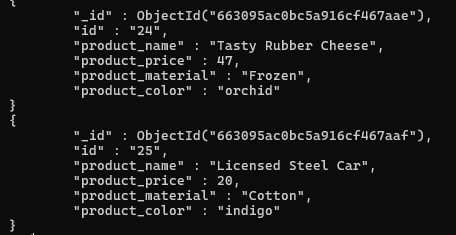 {
"_id" : ObjectId("663095ac0bc5a916cf467aae"),
"id" : "24",
"product_name" : "Tasty Rubber Cheese",
"product_price" : 47,
"product_material" : "Frozen",
"product_color" : "orchid"
}
{
"_id" : ObjectId("663095ac0bc5a916cf467aaf"),
"id" : "25",
"product_name" : "Licensed Steel Car",
"product_price" : 20,
"product_material" : "Cotton",
"product_color" : "indigo"
}